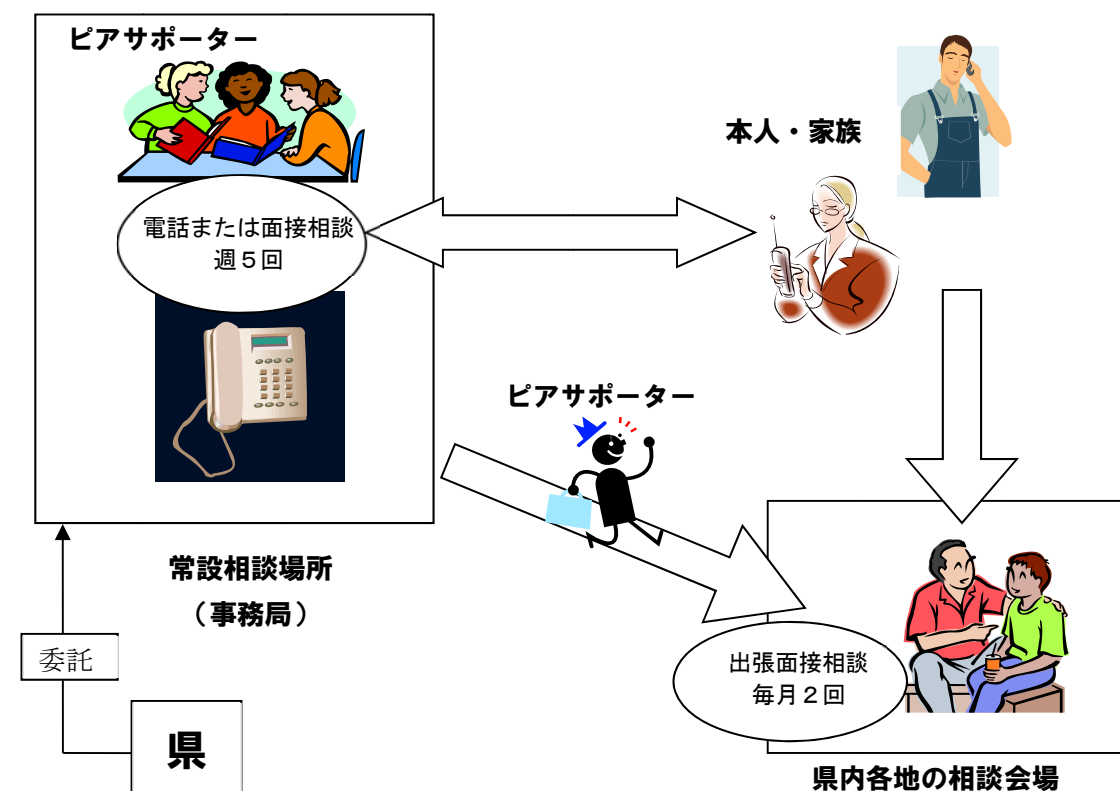 ピアサポーター
本人・家族
電話または面接相談
週５回
ピアサポーター
常設相談場所
（事務局）
委託
出張面接相談
毎月２回
県
県内各地の相談会場